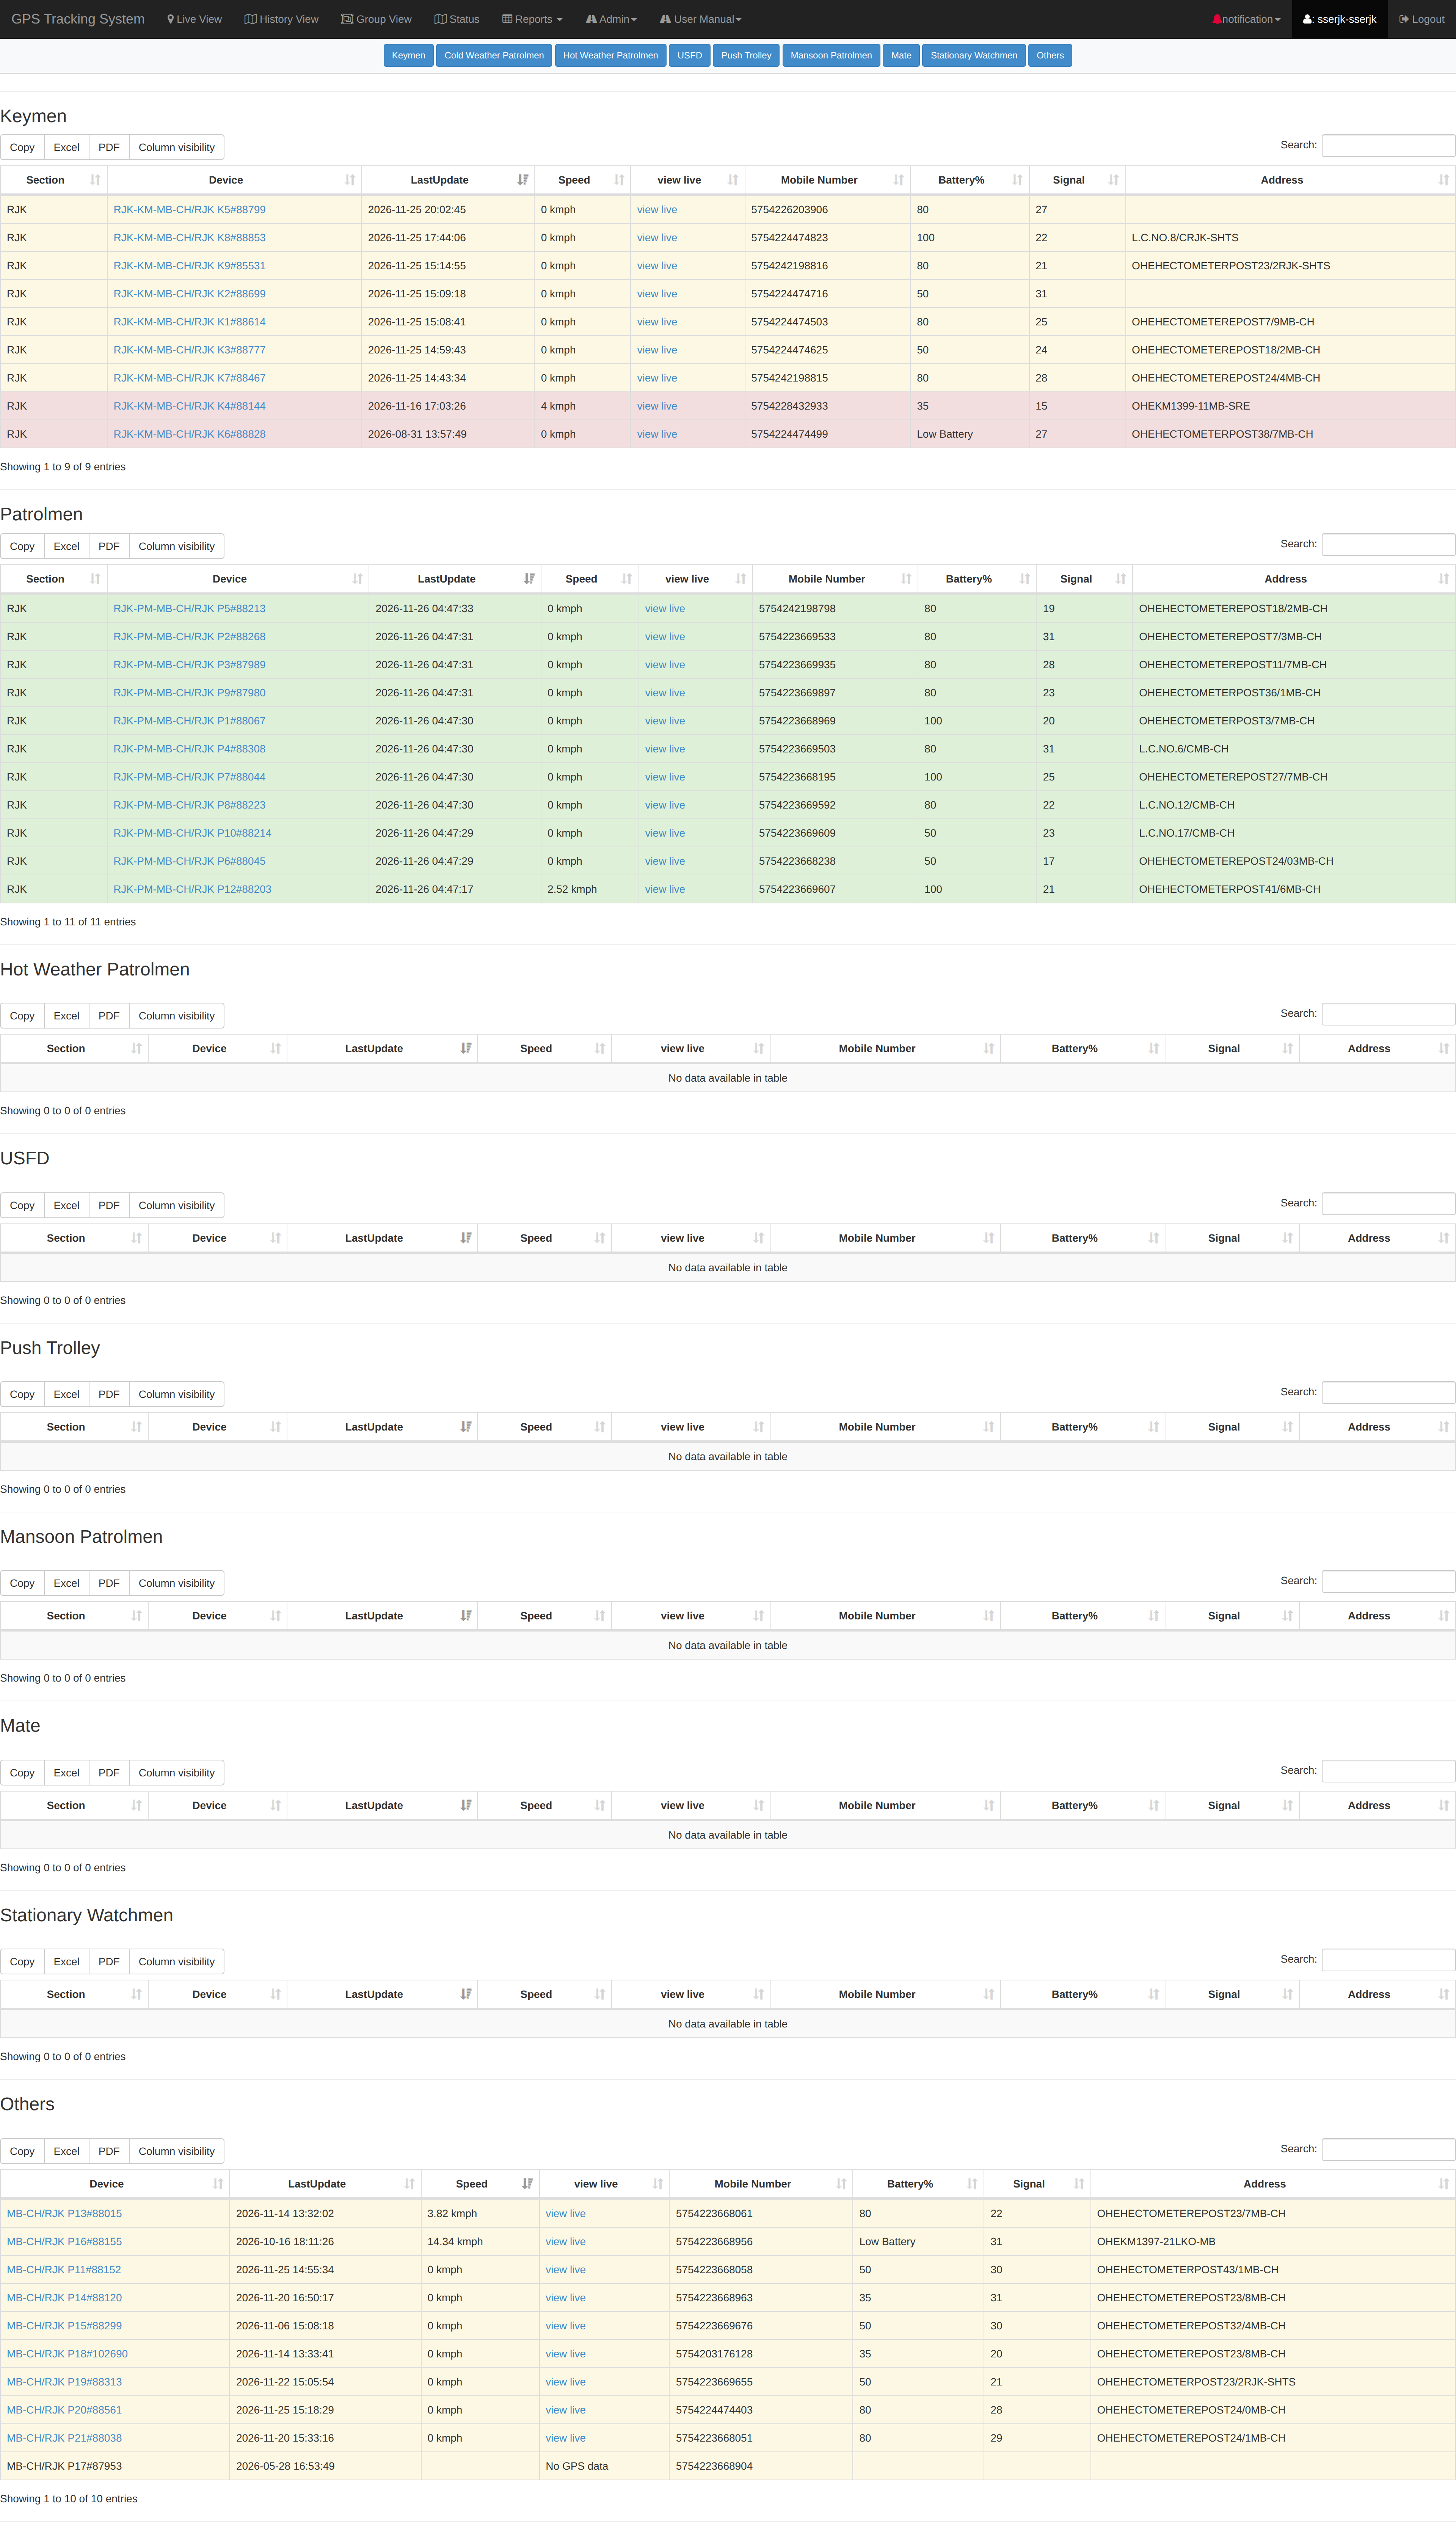 GPS Tracking System Live View History View Group View Status Reports Admin User Manual notification : sserjk-sserjk Logout
Keymen Cold Weather Patrolmen Hot Weather Patrolmen USFD Push Trolley Mansoon Patrolmen Mate Stationary Watchmen Others
Keymen
Copy Excel PDF Column visibility Search:
Section Device LastUpdate Speed view live Mobile Number Battery% Signal Address
RJK RJK-KM-MB-CH/RJK K5#88799 2026-11-25 20:02:45 0 kmph view live 5754226203906 80 27
RJK RJK-KM-MB-CH/RJK K8#88853 2026-11-25 17:44:06 0 kmph view live 5754224474823 100 22 L.C.NO.8/CRJK-SHTS
RJK RJK-KM-MB-CH/RJK K9#85531 2026-11-25 15:14:55 0 kmph view live 5754242198816 80 21 OHEHECTOMETERPOST23/2RJK-SHTS
RJK RJK-KM-MB-CH/RJK K2#88699 2026-11-25 15:09:18 0 kmph view live 5754224474716 50 31
RJK RJK-KM-MB-CH/RJK K1#88614 2026-11-25 15:08:41 0 kmph view live 5754224474503 80 25 OHEHECTOMETEREPOST7/9MB-CH
RJK RJK-KM-MB-CH/RJK K3#88777 2026-11-25 14:59:43 0 kmph view live 5754224474625 50 24 OHEHECTOMETEREPOST18/2MB-CH
RJK RJK-KM-MB-CH/RJK K7#88467 2026-11-25 14:43:34 0 kmph view live 5754242198815 80 28 OHEHECTOMETEREPOST24/4MB-CH
RJK RJK-KM-MB-CH/RJK K4#88144 2026-11-16 17:03:26 4 kmph view live 5754228432933 35 15 OHEKM1399-11MB-SRE
RJK RJK-KM-MB-CH/RJK K6#88828 2026-08-31 13:57:49 0 kmph view live 5754224474499 Low Battery 27 OHEHECTOMETERPOST38/7MB-CH
Showing 1 to 9 of 9 entries
Patrolmen
Copy Excel PDF Column visibility Search:
Section Device LastUpdate Speed view live Mobile Number Battery% Signal Address
RJK RJK-PM-MB-CH/RJK P5#88213 2026-11-26 04:47:33 0 kmph view live 5754242198798 80 19 OHEHECTOMETEREPOST18/2MB-CH
RJK RJK-PM-MB-CH/RJK P2#88268 2026-11-26 04:47:31 0 kmph view live 5754223669533 80 31 OHEHECTOMETEREPOST7/3MB-CH
RJK RJK-PM-MB-CH/RJK P3#87989 2026-11-26 04:47:31 0 kmph view live 5754223669935 80 28 OHEHECTOMETEREPOST11/7MB-CH
RJK RJK-PM-MB-CH/RJK P9#87980 2026-11-26 04:47:31 0 kmph view live 5754223669897 80 23 OHEHECTOMETERPOST36/1MB-CH
RJK RJK-PM-MB-CH/RJK P1#88067 2026-11-26 04:47:30 0 kmph view live 5754223668969 100 20 OHEHECTOMETERPOST3/7MB-CH
RJK RJK-PM-MB-CH/RJK P4#88308 2026-11-26 04:47:30 0 kmph view live 5754223669503 80 31 L.C.NO.6/CMB-CH
RJK RJK-PM-MB-CH/RJK P7#88044 2026-11-26 04:47:30 0 kmph view live 5754223668195 100 25 OHEHECTOMETEREPOST27/7MB-CH
RJK RJK-PM-MB-CH/RJK P8#88223 2026-11-26 04:47:30 0 kmph view live 5754223669592 80 22 L.C.NO.12/CMB-CH
RJK RJK-PM-MB-CH/RJK P10#88214 2026-11-26 04:47:29 0 kmph view live 5754223669609 50 23 L.C.NO.17/CMB-CH
RJK RJK-PM-MB-CH/RJK P6#88045 2026-11-26 04:47:29 0 kmph view live 5754223668238 50 17 OHEHECTOMETEREPOST24/03MB-CH
RJK RJK-PM-MB-CH/RJK P12#88203 2026-11-26 04:47:17 2.52 kmph view live 5754223669607 100 21 OHEHECTOMETERPOST41/6MB-CH
Showing 1 to 11 of 11 entries
Hot Weather Patrolmen
Copy Excel PDF Column visibility Search:
Section Device LastUpdate Speed view live Mobile Number Battery% Signal Address
No data available in table
Showing 0 to 0 of 0 entries
USFD
Copy Excel PDF Column visibility Search:
Section Device LastUpdate Speed view live Mobile Number Battery% Signal Address
No data available in table
Showing 0 to 0 of 0 entries
Push Trolley
Copy Excel PDF Column visibility Search:
Section Device LastUpdate Speed view live Mobile Number Battery% Signal Address
No data available in table
Showing 0 to 0 of 0 entries
Mansoon Patrolmen
Copy Excel PDF Column visibility Search:
Section Device LastUpdate Speed view live Mobile Number Battery% Signal Address
No data available in table
Showing 0 to 0 of 0 entries
Mate
Copy Excel PDF Column visibility Search:
Section Device LastUpdate Speed view live Mobile Number Battery% Signal Address
No data available in table
Showing 0 to 0 of 0 entries
Stationary Watchmen
Copy Excel PDF Column visibility Search:
Section Device LastUpdate Speed view live Mobile Number Battery% Signal Address
No data available in table
Showing 0 to 0 of 0 entries
Others
Copy Excel PDF Column visibility Search:
Device LastUpdate Speed view live Mobile Number Battery% Signal Address
MB-CH/RJK P13#88015 2026-11-14 13:32:02 3.82 kmph view live 5754223668061 80 22 OHEHECTOMETEREPOST23/7MB-CH
MB-CH/RJK P16#88155 2026-10-16 18:11:26 14.34 kmph view live 5754223668956 Low Battery 31 OHEKM1397-21LKO-MB
MB-CH/RJK P11#88152 2026-11-25 14:55:34 0 kmph view live 5754223668058 50 30 OHEHECTOMETERPOST43/1MB-CH
MB-CH/RJK P14#88120 2026-11-20 16:50:17 0 kmph view live 5754223668963 35 31 OHEHECTOMETEREPOST23/8MB-CH
MB-CH/RJK P15#88299 2026-11-06 15:08:18 0 kmph view live 5754223669676 50 30 OHEHECTOMETEREPOST32/4MB-CH
MB-CH/RJK P18#102690 2026-11-14 13:33:41 0 kmph view live 5754203176128 35 20 OHEHECTOMETEREPOST23/8MB-CH
MB-CH/RJK P19#88313 2026-11-22 15:05:54 0 kmph view live 5754223669655 50 21 OHEHECTOMETERPOST23/2RJK-SHTS
MB-CH/RJK P20#88561 2026-11-25 15:18:29 0 kmph view live 5754224474403 80 28 OHEHECTOMETEREPOST24/0MB-CH
MB-CH/RJK P21#88038 2026-11-20 15:33:16 0 kmph view live 5754223668051 80 29 OHEHECTOMETEREPOST24/1MB-CH
MB-CH/RJK P17#87953 2026-05-28 16:53:49 No GPS data 5754223668904
Showing 1 to 10 of 10 entries